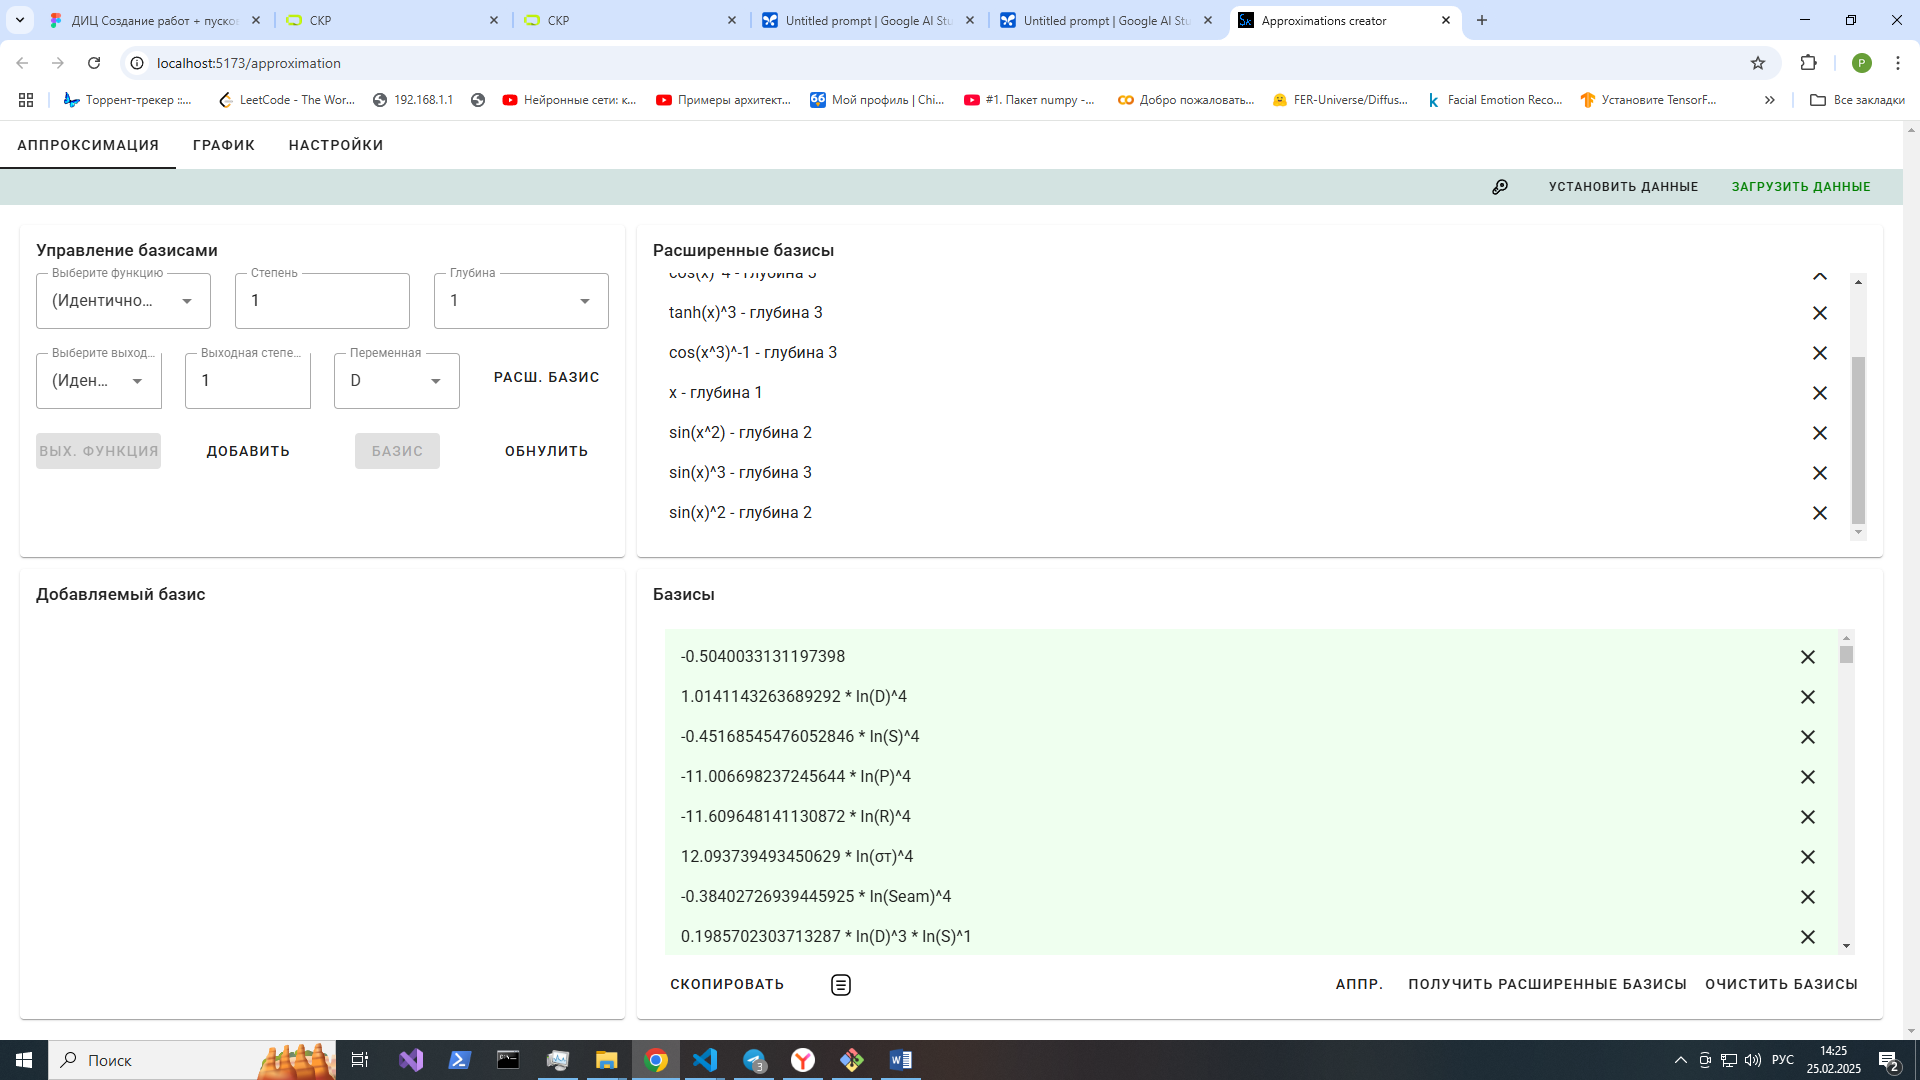 ДИЦ Создание работ + пусков
СКР
СКР
Untitled prompt | Google AI Stu
Untitled prompt | Google AI Stu
Approximations creator
localhost:5173/approximation
P
Торрент-трекер ::...
LeetCode - The Wor...
192.168.1.1
Нейронные сети: к...
Примеры архитект...
66 Мой профиль | Chi...
#1. Пакет numpy -...
Добро пожаловать...
FER-Universe/Diffus...
Facial Emotion Reco...
Установите TensorF...
Все закладки
АППРОКСИМАЦИЯ
ГРАФИК
НАСТРОЙКИ
УСТАНОВИТЬ ДАННЫЕ
ЗАГРУЗИТЬ ДАННЫЕ
Управление базисами
Выберите функцию
(Идентично...
Степень
1
Глубина
1
Выберите выход...
(Иден...
Выходная степе...
1
Переменная
D
РАСШ. БАЗИС
ВЫХ. ФУНКЦИЯ
ДОБАВИТЬ
БАЗИС
ОБНУЛИТЬ
Расширенные базисы
cos(x)^4 - глубина 3
tanh(x)^3 - глубина 3
cos(x^3)^-1 - глубина 3
x - глубина 1
sin(x^2) - глубина 2
sin(x)^3 - глубина 3
sin(x)^2 - глубина 2
Добавляемый базис
Базисы
-0.5040033131197398
1.0141143263689292 * ln(D)^4
-0.45168545476052846 * ln(S)^4
-11.006698237245644 * ln(P)^4
-11.609648141130872 * ln(R)^4
12.093739493450629 * ln(σт)^4
-0.38402726939445925 * ln(Seam)^4
0.1985702303713287 * ln(D)^3 * ln(S)^1
СКОПИРОВАТЬ
АППР.
ПОЛУЧИТЬ РАСШИРЕННЫЕ БАЗИСЫ
ОЧИСТИТЬ БАЗИСЫ
Поиск
3
РУС
14:25
25.02.2025
2